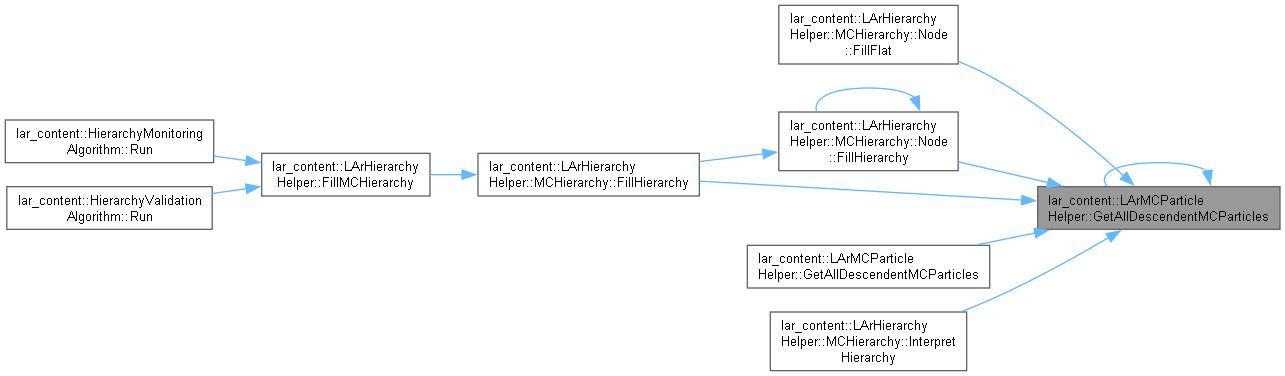 lar_content::LArHierarchy
Helper::MCHierarchy::Node
::FillFlat
lar_content::HierarchyMonitoring
Algorithm::Run
lar_content::HierarchyValidation
Algorithm::Run
lar_content::LArHierarchy
Helper::FillMCHierarchy
lar_content::LArHierarchy
Helper::MCHierarchy::FillHierarchy
lar_content::LArHierarchy
Helper::MCHierarchy::Node
::FillHierarchy
lar_content::LArMCParticle
Helper::GetAllDescendentMCParticles
lar_content::LArMCParticle
Helper::GetAllDescendentMCParticles
lar_content::LArHierarchy
Helper::MCHierarchy::Interpret
Hierarchy